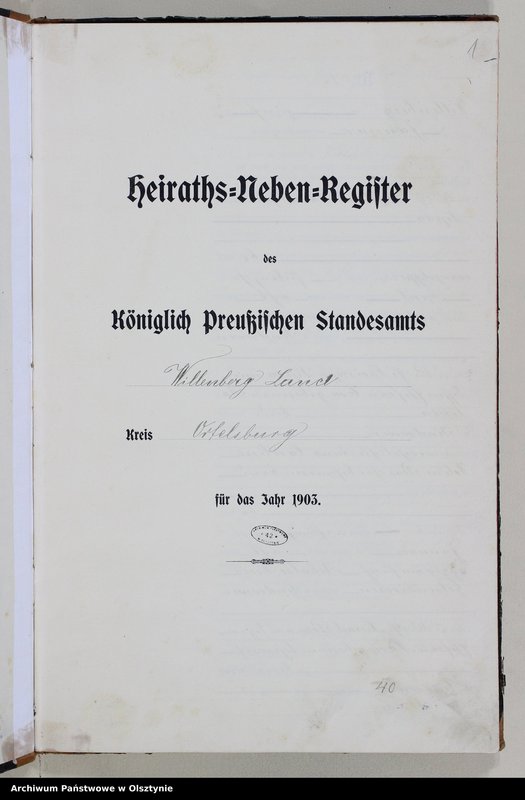 1
Heiraths-Neben-Register
des
Königlich Preußischen Standesamts
Willenberg Land
Kreis Ortelsburg
für das Jahr 1903.
40
Archiwum Państwowe w Olsztynie